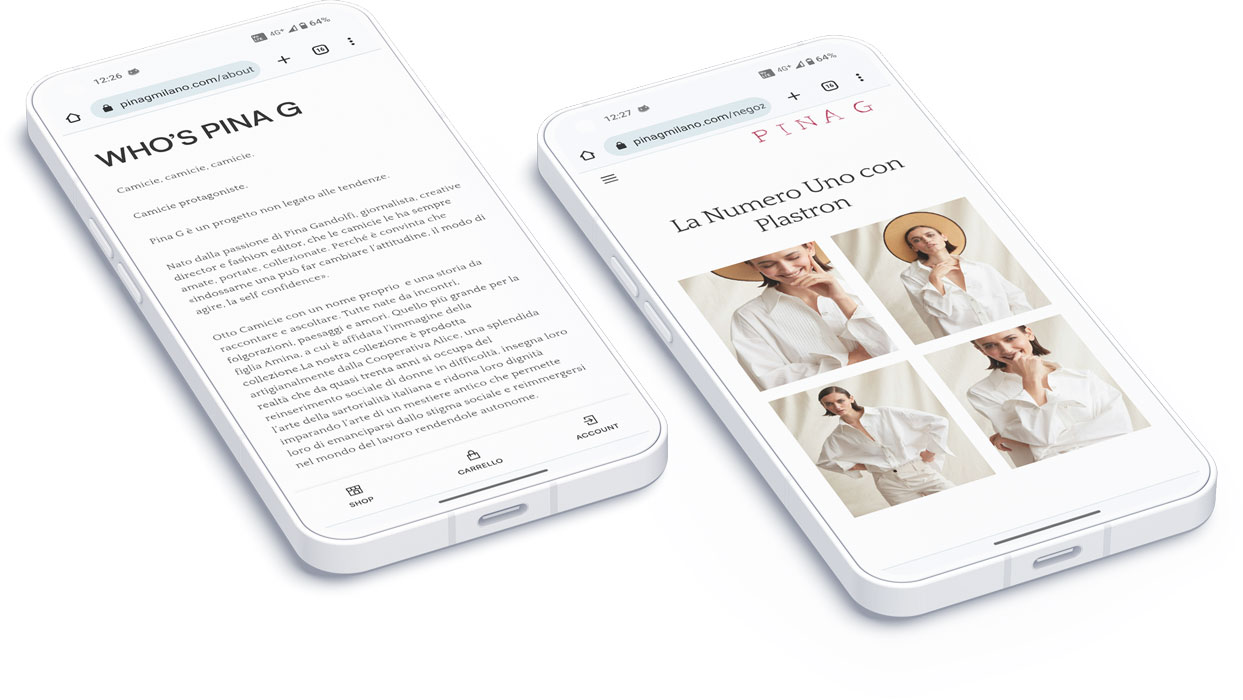 12:26
4G+
64%
pinagmilano.com/about
16
WHO'S PINA G
Camicie, camicie, camicie.
Camicie protagoniste.
Pina G è un progetto non legato alle tendenze.
Nato dalla passione di Pina Gandolfi, giornalista, creative
director e fashion editor, che le camicie le ha sempre
amate, portate, collezionate. Perché è convinta che
«indossarne una può far cambiare l'attitudine, il modo di
agire, la self confidence».
Otto Camicie con un nome proprio e una storia da
raccontare e ascoltare. Tutte nate da incontri,
folgorazioni, paesaggi e amori. Quello più grande per la
figlia Amina, a cui è affidata l'immagine della
collezione.La nostra collezione è prodotta
artigianalmente dalla Cooperativa Alice, una splendida
realtà che da quasi trenta anni si occupa del
reinserimento sociale di donne in difficoltà, insegna loro
l'arte della sartorialità italiana e ridona loro dignità
imparando l'arte di un mestiere antico che permette
loro di emanciparsi dallo stigma sociale e reimmergersi
nel mondo del lavoro rendendole autonome.
SHOP
CARRELLO
ACCOUNT
12:27
4G+
64%
pinagmilano.com/negoz
16
PINA G
La Numero Uno con
Plastron